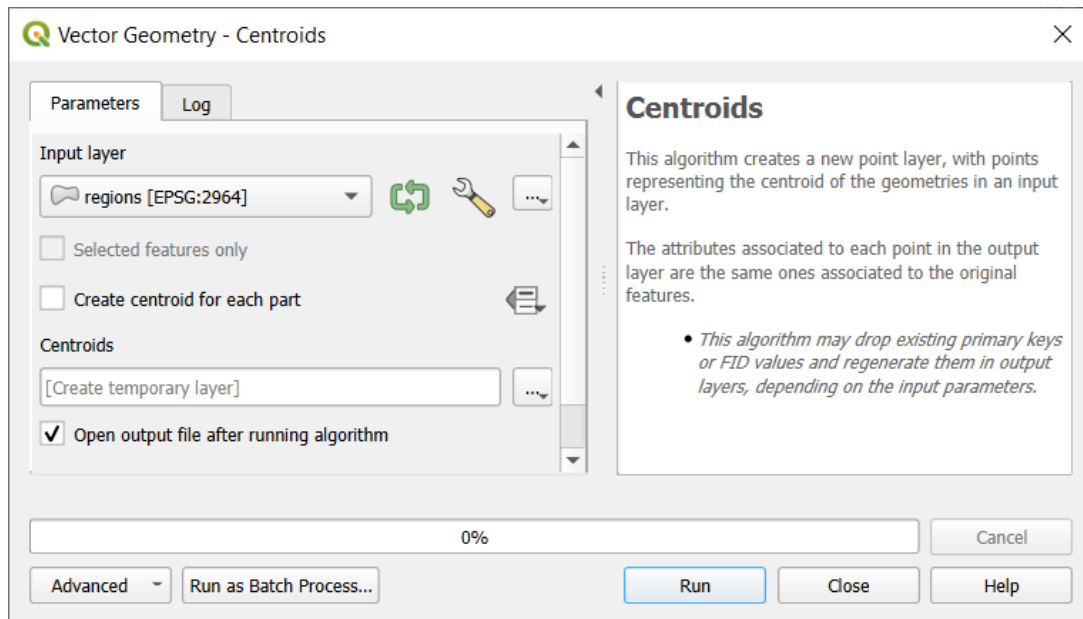 Vector Geometry - Centroids
Parameters
Log
Input layer
regions [EPSG:2964]
...
Selected features only
Create centroid for each part
Centroids
[Create temporary layer]
...
Open output file after running algorithm
Centroids
This algorithm creates a new point layer, with points
representing the centroid of the geometries in an input
layer.
The attributes associated to each point in the output
layer are the same ones associated to the original
features.
• This algorithm may drop existing primary keys
or FID values and regenerate them in output
layers, depending on the input parameters.
0%
Cancel
Advanced
Run as Batch Process...
Run
Close
Help